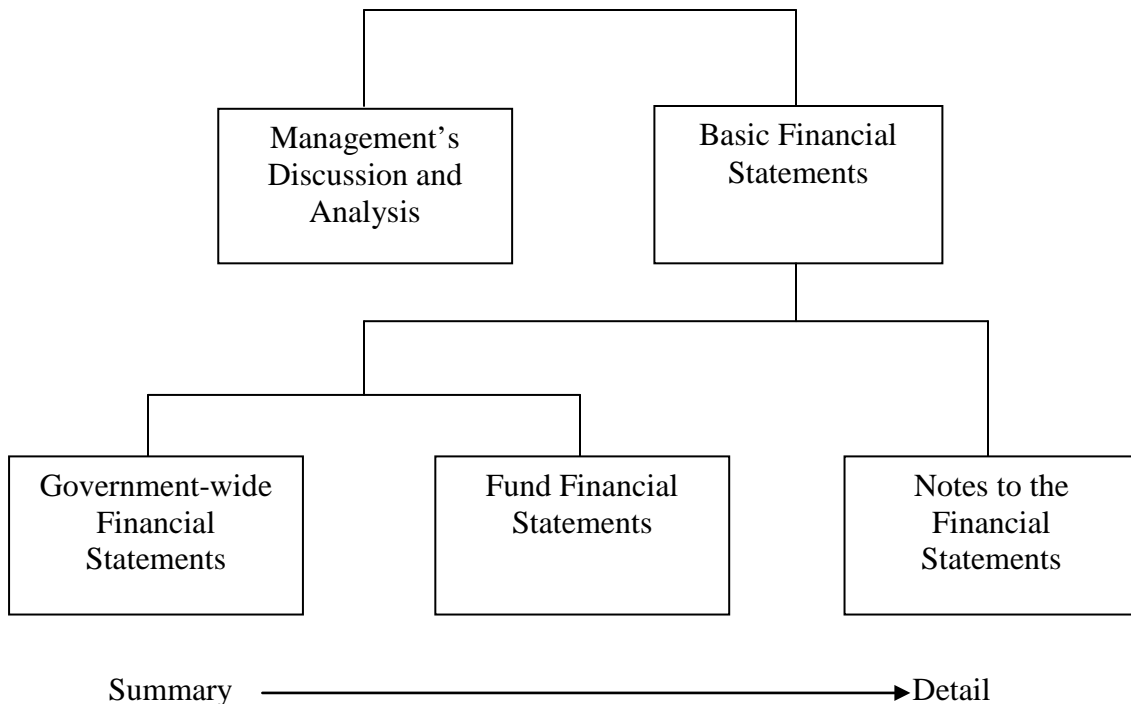 Management’s
Discussion and
Analysis
Basic Financial
Statements
Government-wide
Financial
Statements
Fund Financial
Statements
Notes to the
Financial
Statements
Summary
Detail